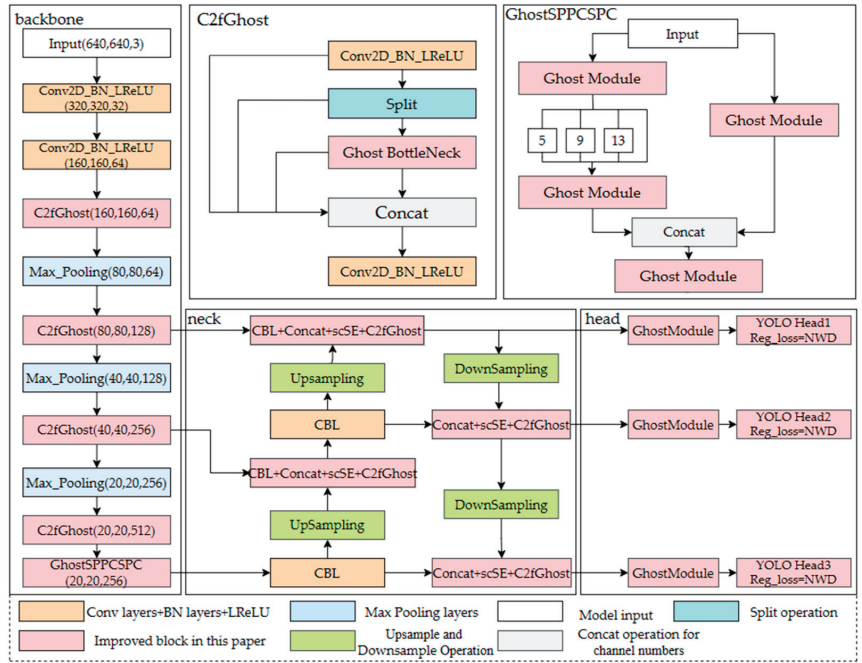 backbone
Input(640,640,3)
Conv2D_BN_LReLU
(320,320,32)
Conv2D_BN_LReLU
(160,160,64)
C2fGhost(160,160,64)
Max_Pooling(80,80,64)
C2fGhost(80,80,128)
Max_Pooling(40,40,128)
C2fGhost(40,40,256)
Max_Pooling(20,20,256)
C2fGhost(20,20,512)
GhostSPPCSPC
(20,20,256)
C2fGhost
Conv2D_BN_LReLU
Split
Ghost BottleNeck
Concat
Conv2D_BN_LReLU
GhostSPPCSPC
Input
Ghost Module
Ghost Module
5
9
13
Ghost Module
Concat
Ghost Module
neck
CBL+Concat+scSE+C2fGhost
Upsampling
DownSampling
CBL
Concat+scSE+C2fGhost
CBL+Concat+scSE+C2fGhost
UpSampling
DownSampling
CBL
Concat+scSE+C2fGhost
head
GhostModule
YOLO Head1
Reg_loss=NWD
GhostModule
YOLO Head2
Reg_loss=NWD
GhostModule
YOLO Head3
Reg_loss=NWD
Conv layers+BN layers+LReLU
Max Pooling layers
Model input
Split operation
Improved block in this paper
Upsample and
Downsample Operation
Concat operation for
channel numbers